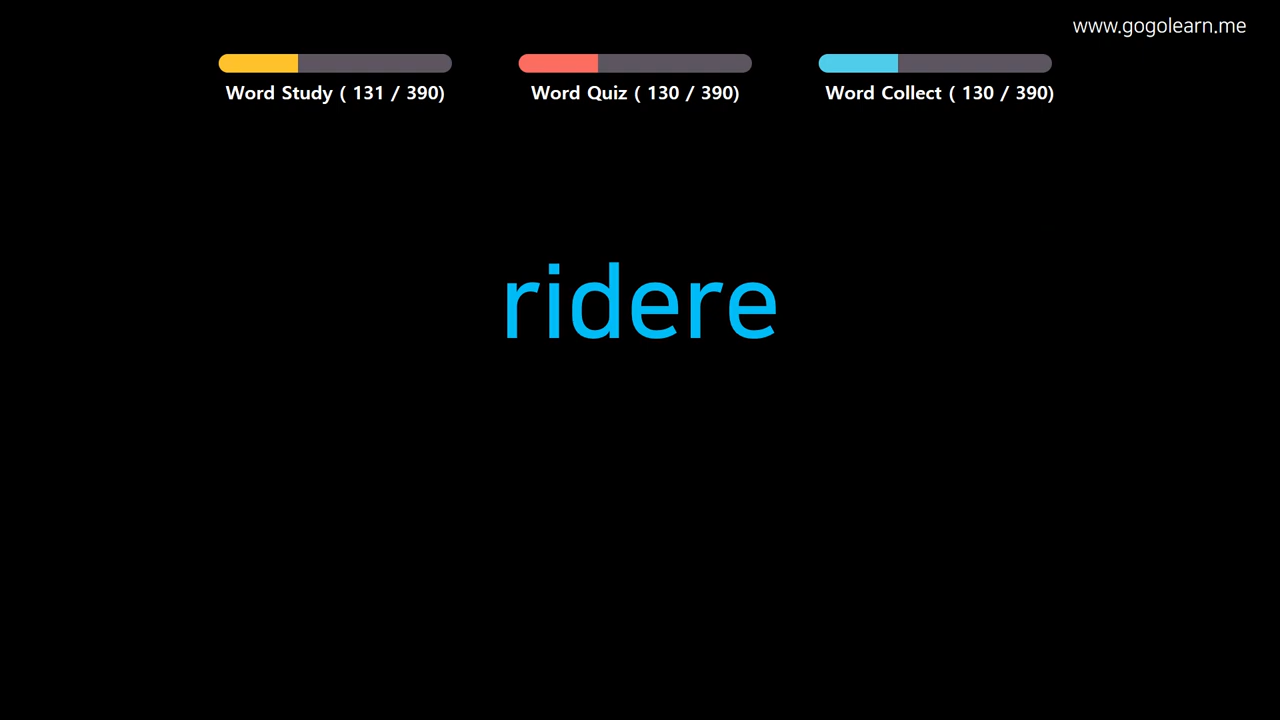 www.gogolearn.me
Word Study ( 131 / 390)
Word Quiz ( 130 / 390)
Word Collect ( 130 / 390)
ridere